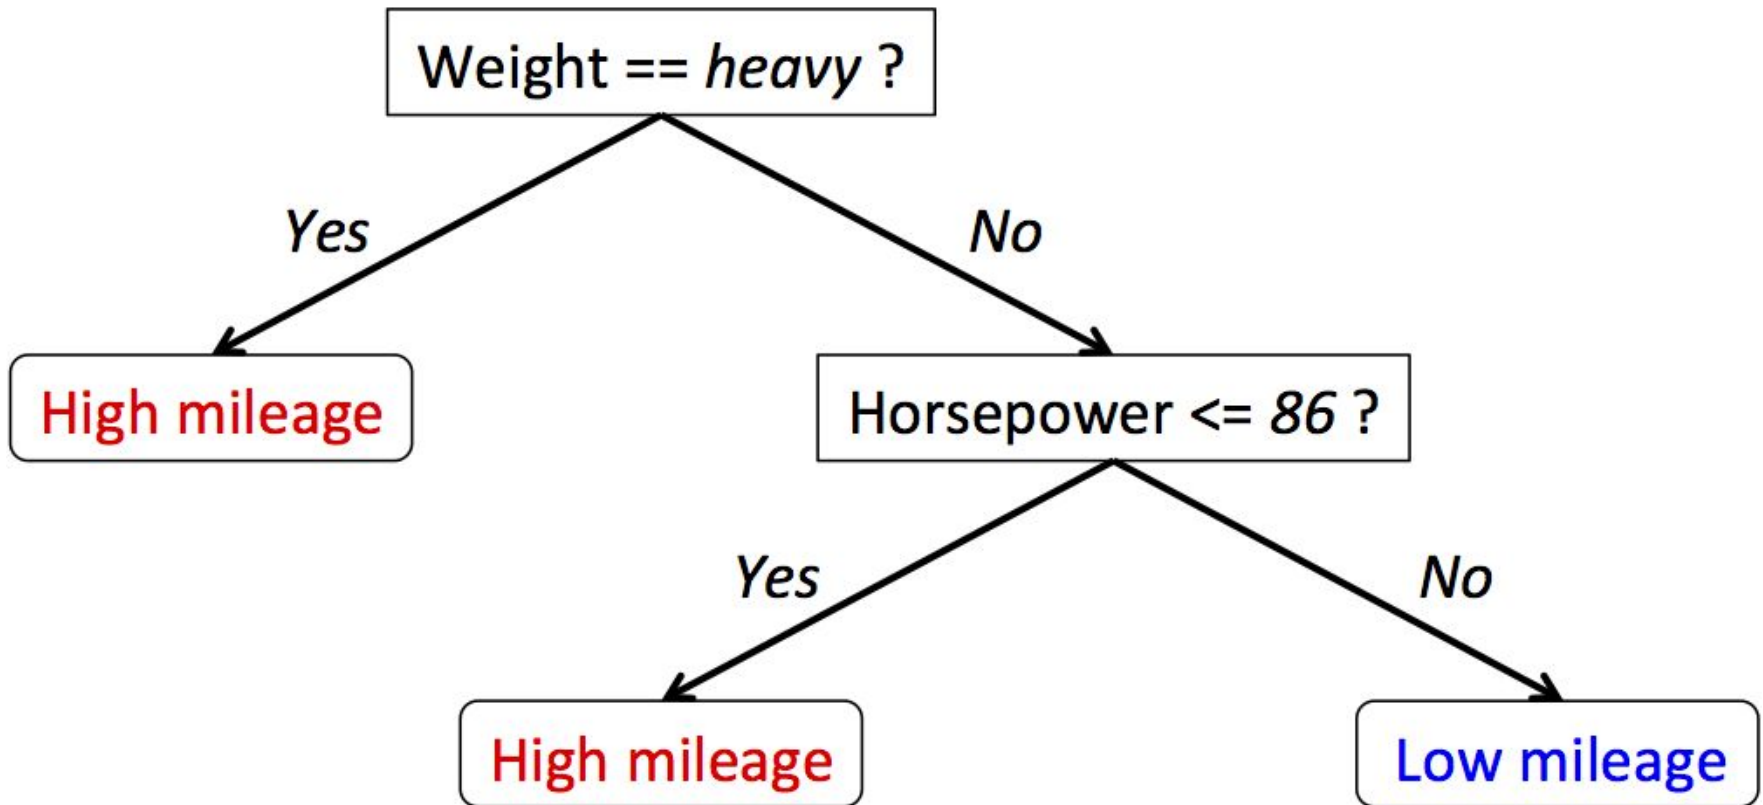 Weight == heavy ?
Yes
No
High mileage
Horsepower <= 86 ?
Yes
No
High mileage
Low mileage